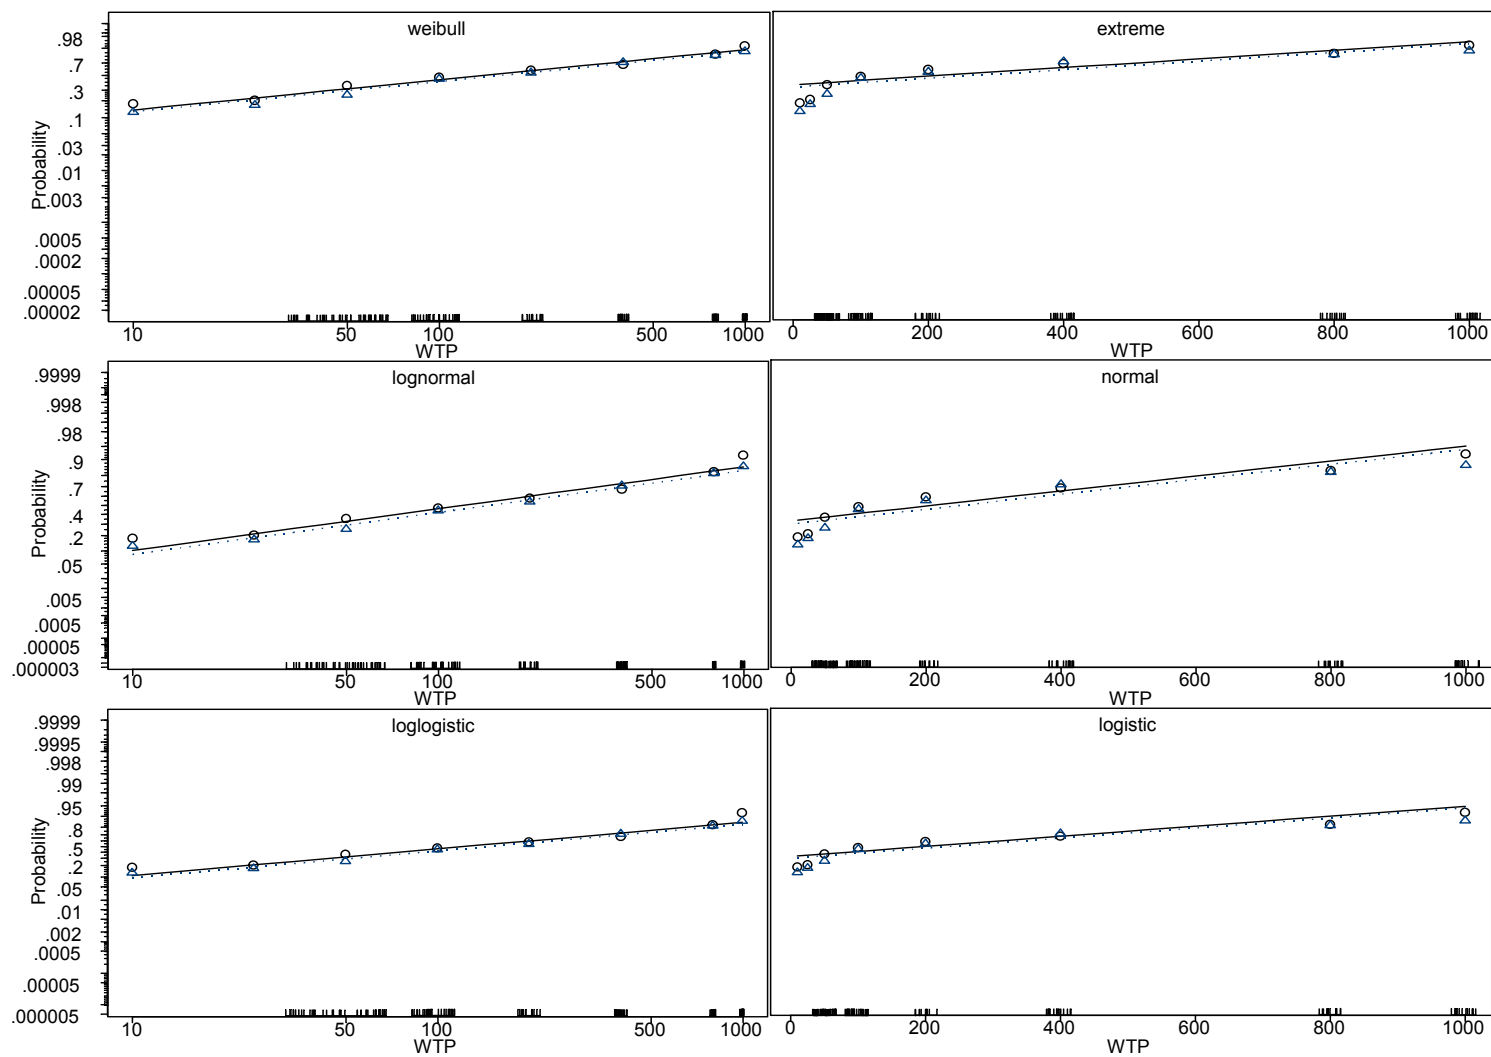 weibull
extreme
Probability
.98
.7
.3
.1
.03
.01
.003
.0005
.0002
.00005
.00002
10 50 100 500 1000
WTP
0 200 400 600 800 1000
WTP
lognormal
normal
Probability
.9999
.998
.98
.9
.7
.4
.2
.05
.005
.0005
.00005
.000003
10 50 100 500 1000
WTP
0 200 400 600 800 1000
WTP
loglogistic
logistic
Probability
.9999
.9995
.998
.99
.95
.8
.5
.2
.05
.01
.002
.0005
.00005
.000005
10 50 100 500 1000
WTP
0 200 400 600 800 1000
WTP